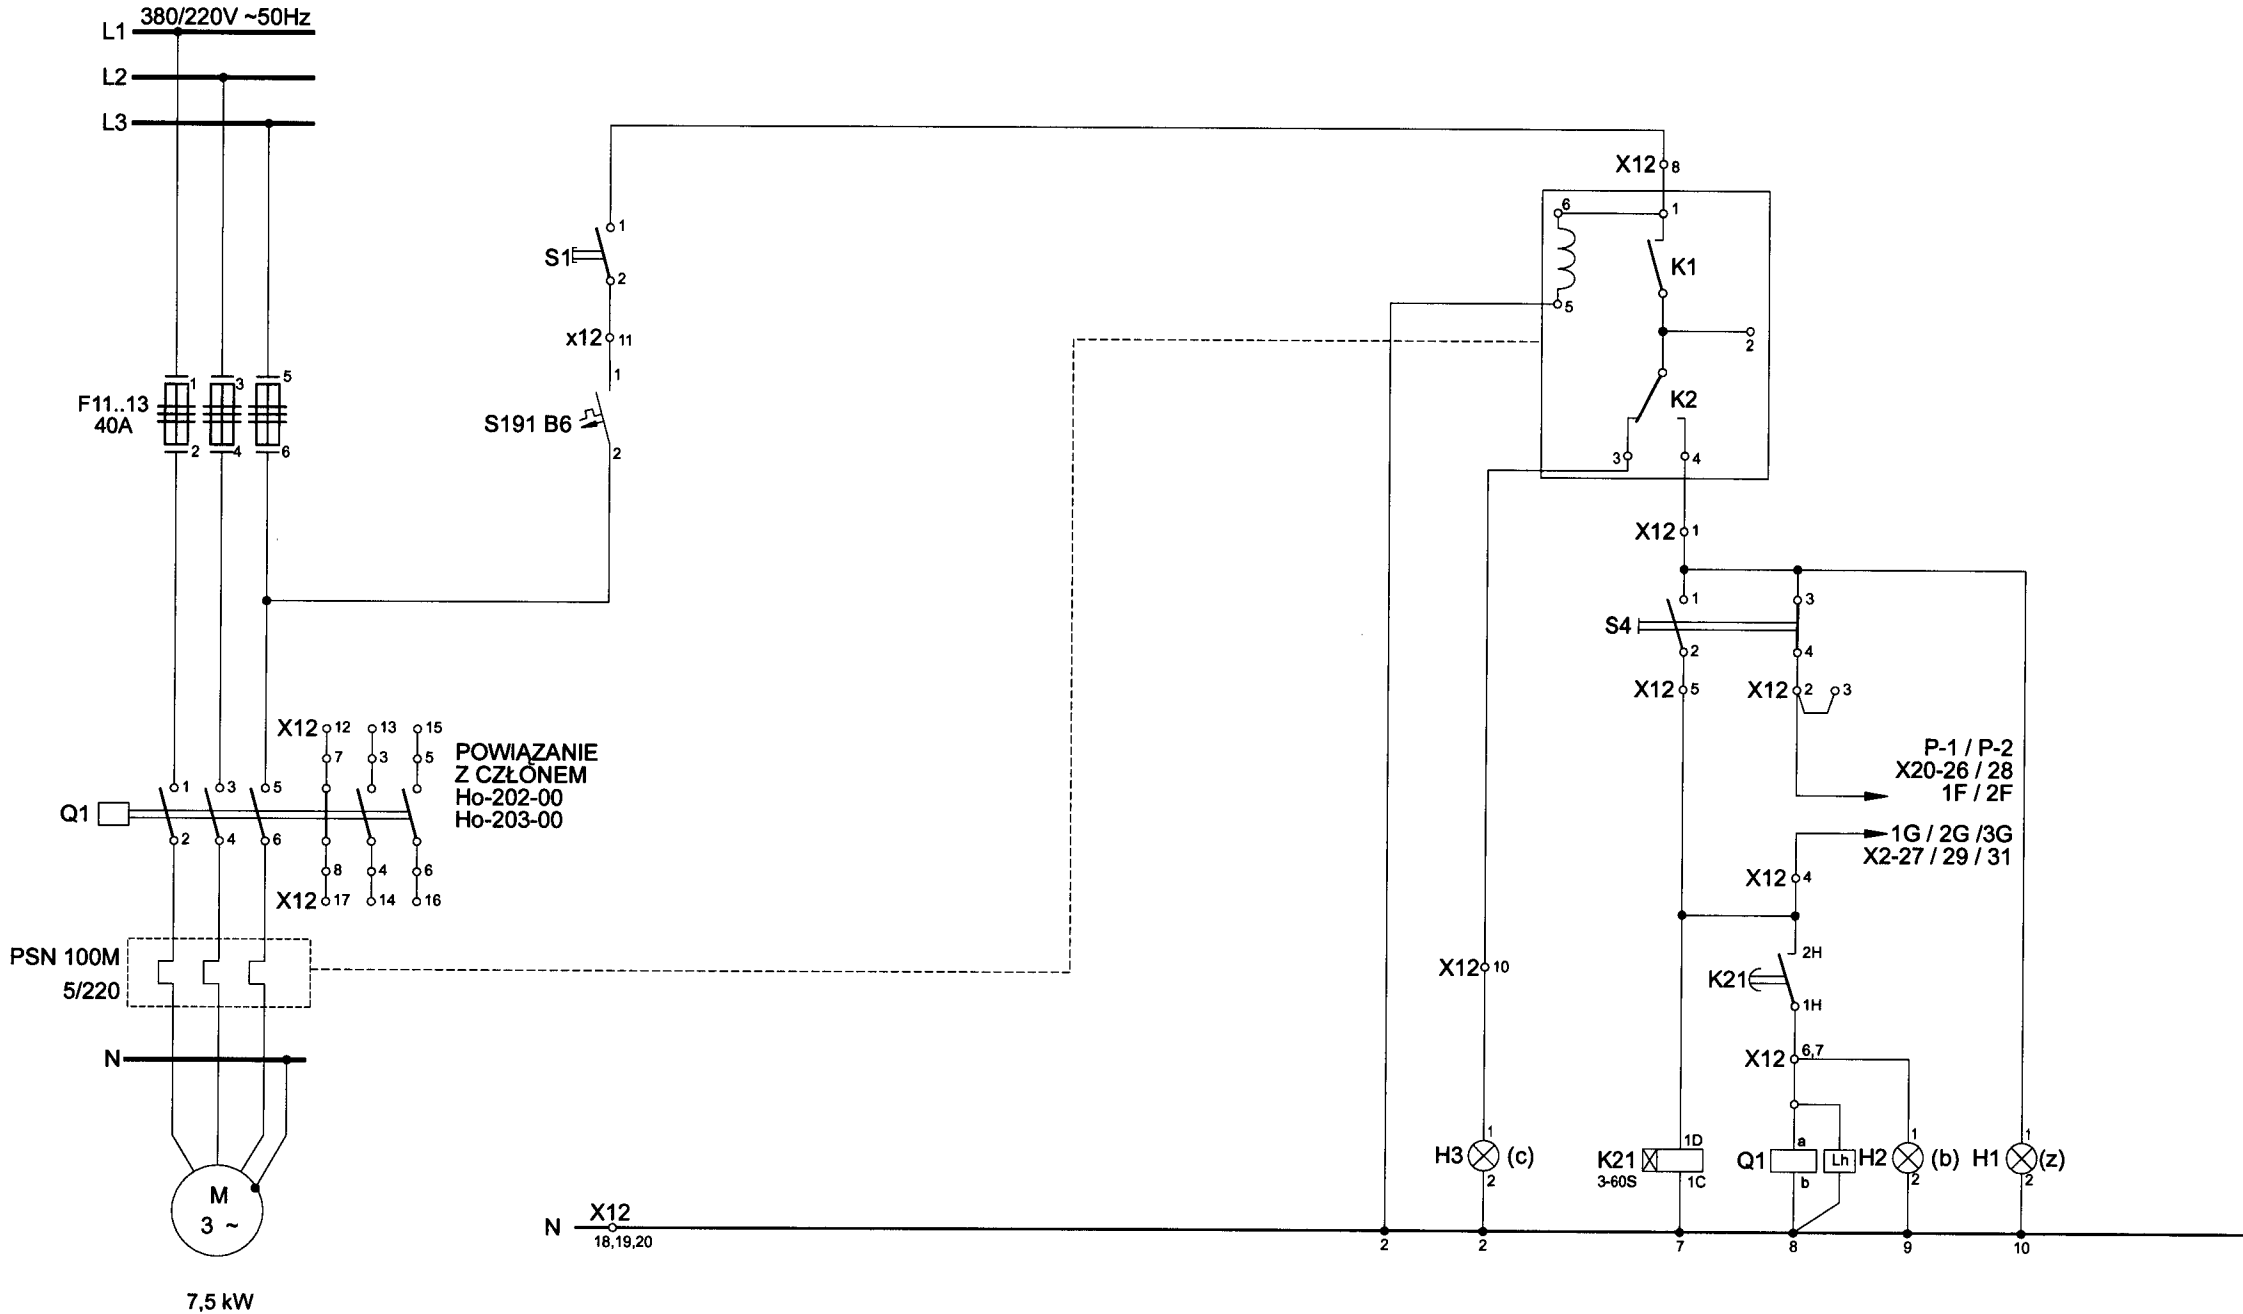 380/220V ~50Hz
L1
L2
L3
F11..13
40A
1
3
5
2
4
6
S1
1
2
x12
11
1
S191 B6
2
X12
12
13
15
7
3
5
POWIĄZANIE
Z CZŁONEM
Ho-202-00
Ho-203-00
Q1
1
3
5
2
4
6
8
4
6
X12
17
14
16
PSN 100M
5/220
N
M
3 ~
7,5 kW
X12
8
6
1
K1
5
2
K2
3
4
X12
1
S4
1
3
2
4
X12
5
X12
2
3
P-1 / P-2
X20-26 / 28
1F / 2F
1G / 2G /3G
X2-27 / 29 / 31
X12
4
X12
10
K21
2H
1H
X12
6,7
H3
1
(c)
2
K21
3-60S
1D
1C
Q1
a
b
Lh
H2
1
(b)
2
H1
1
(z)
2
N
X12
18,19,20
2
2
7
8
9
10